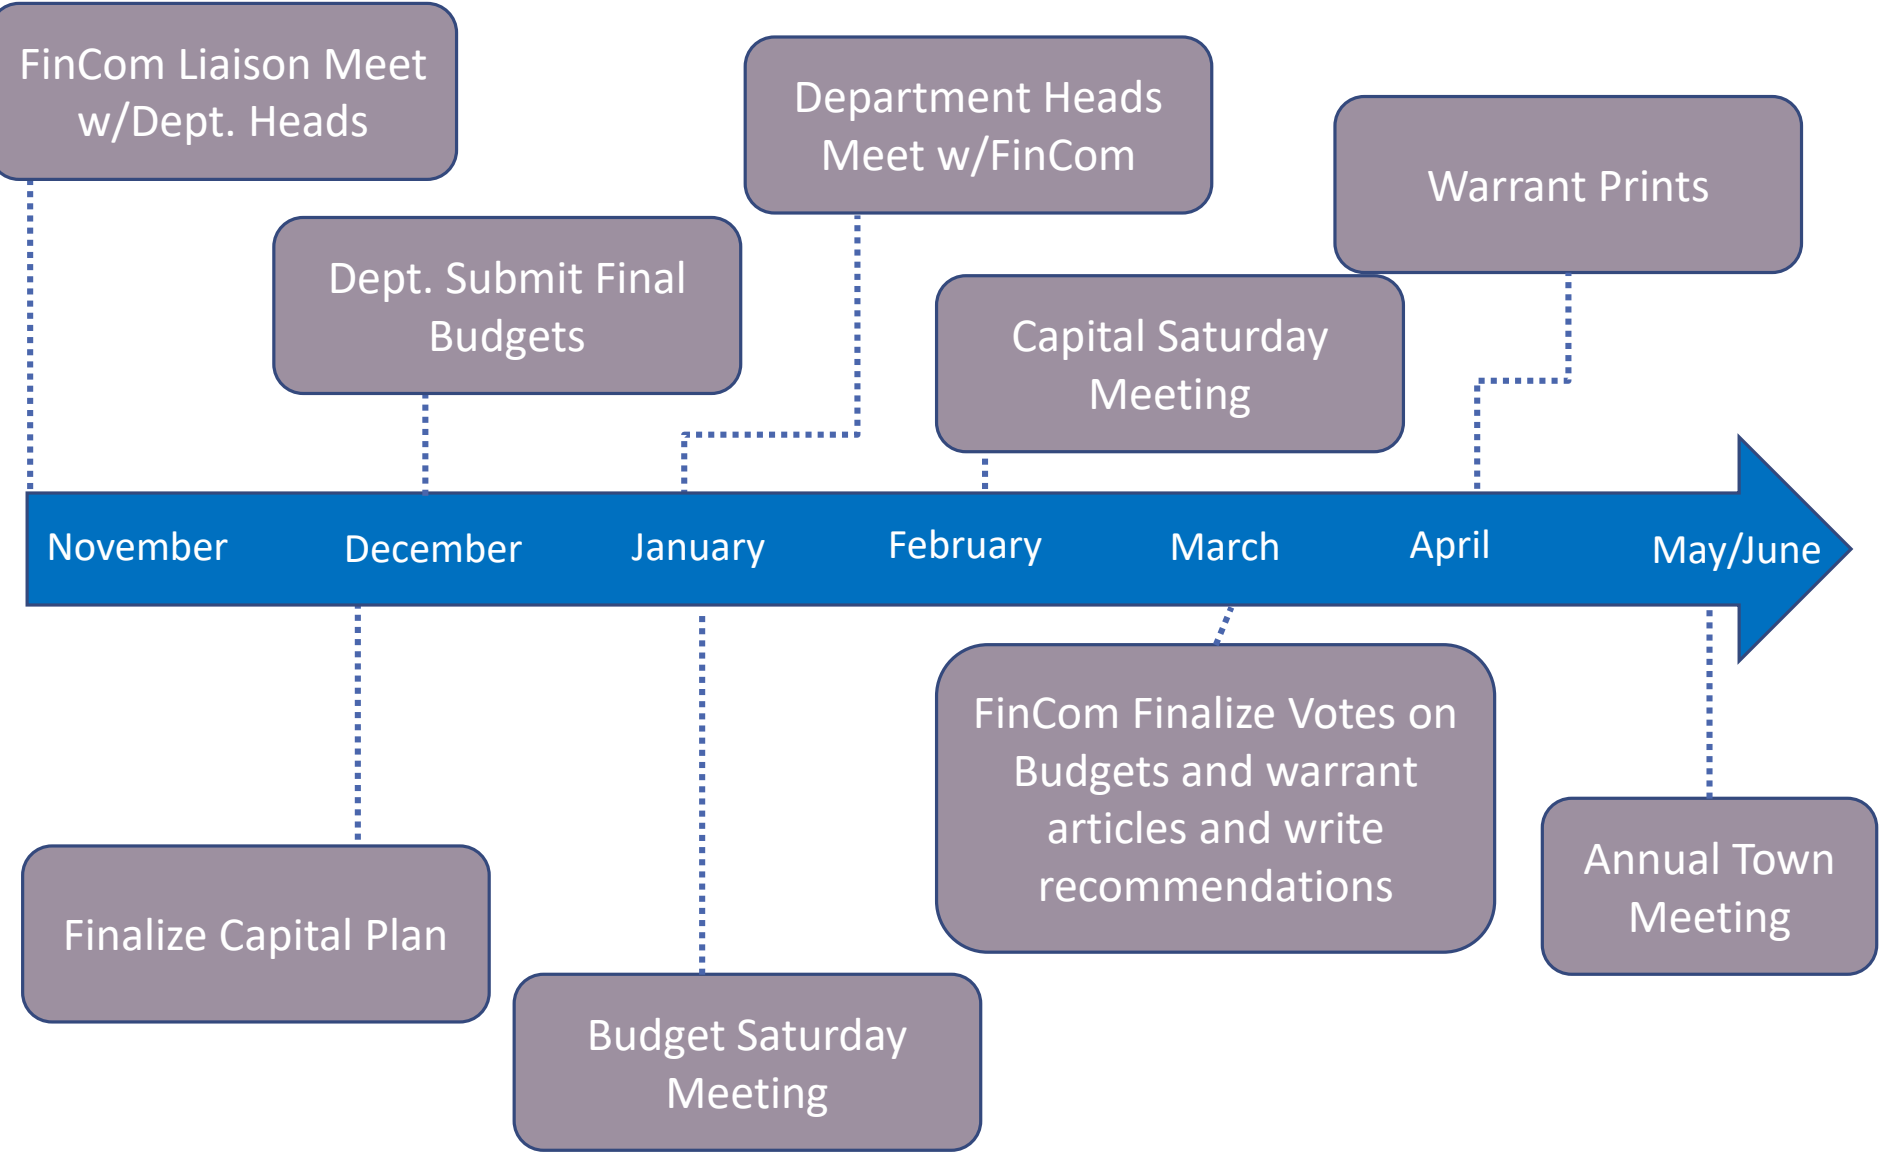 FinCom Liaison Meet
w/Dept. Heads
Department Heads
Meet w/FinCom
Warrant Prints
Dept. Submit Final
Budgets
Capital Saturday
Meeting
November
December
January
February
March
April
May/June
FinCom Finalize Votes on
Budgets and warrant
articles and write
recommendations
Annual Town
Meeting
Finalize Capital Plan
Budget Saturday
Meeting